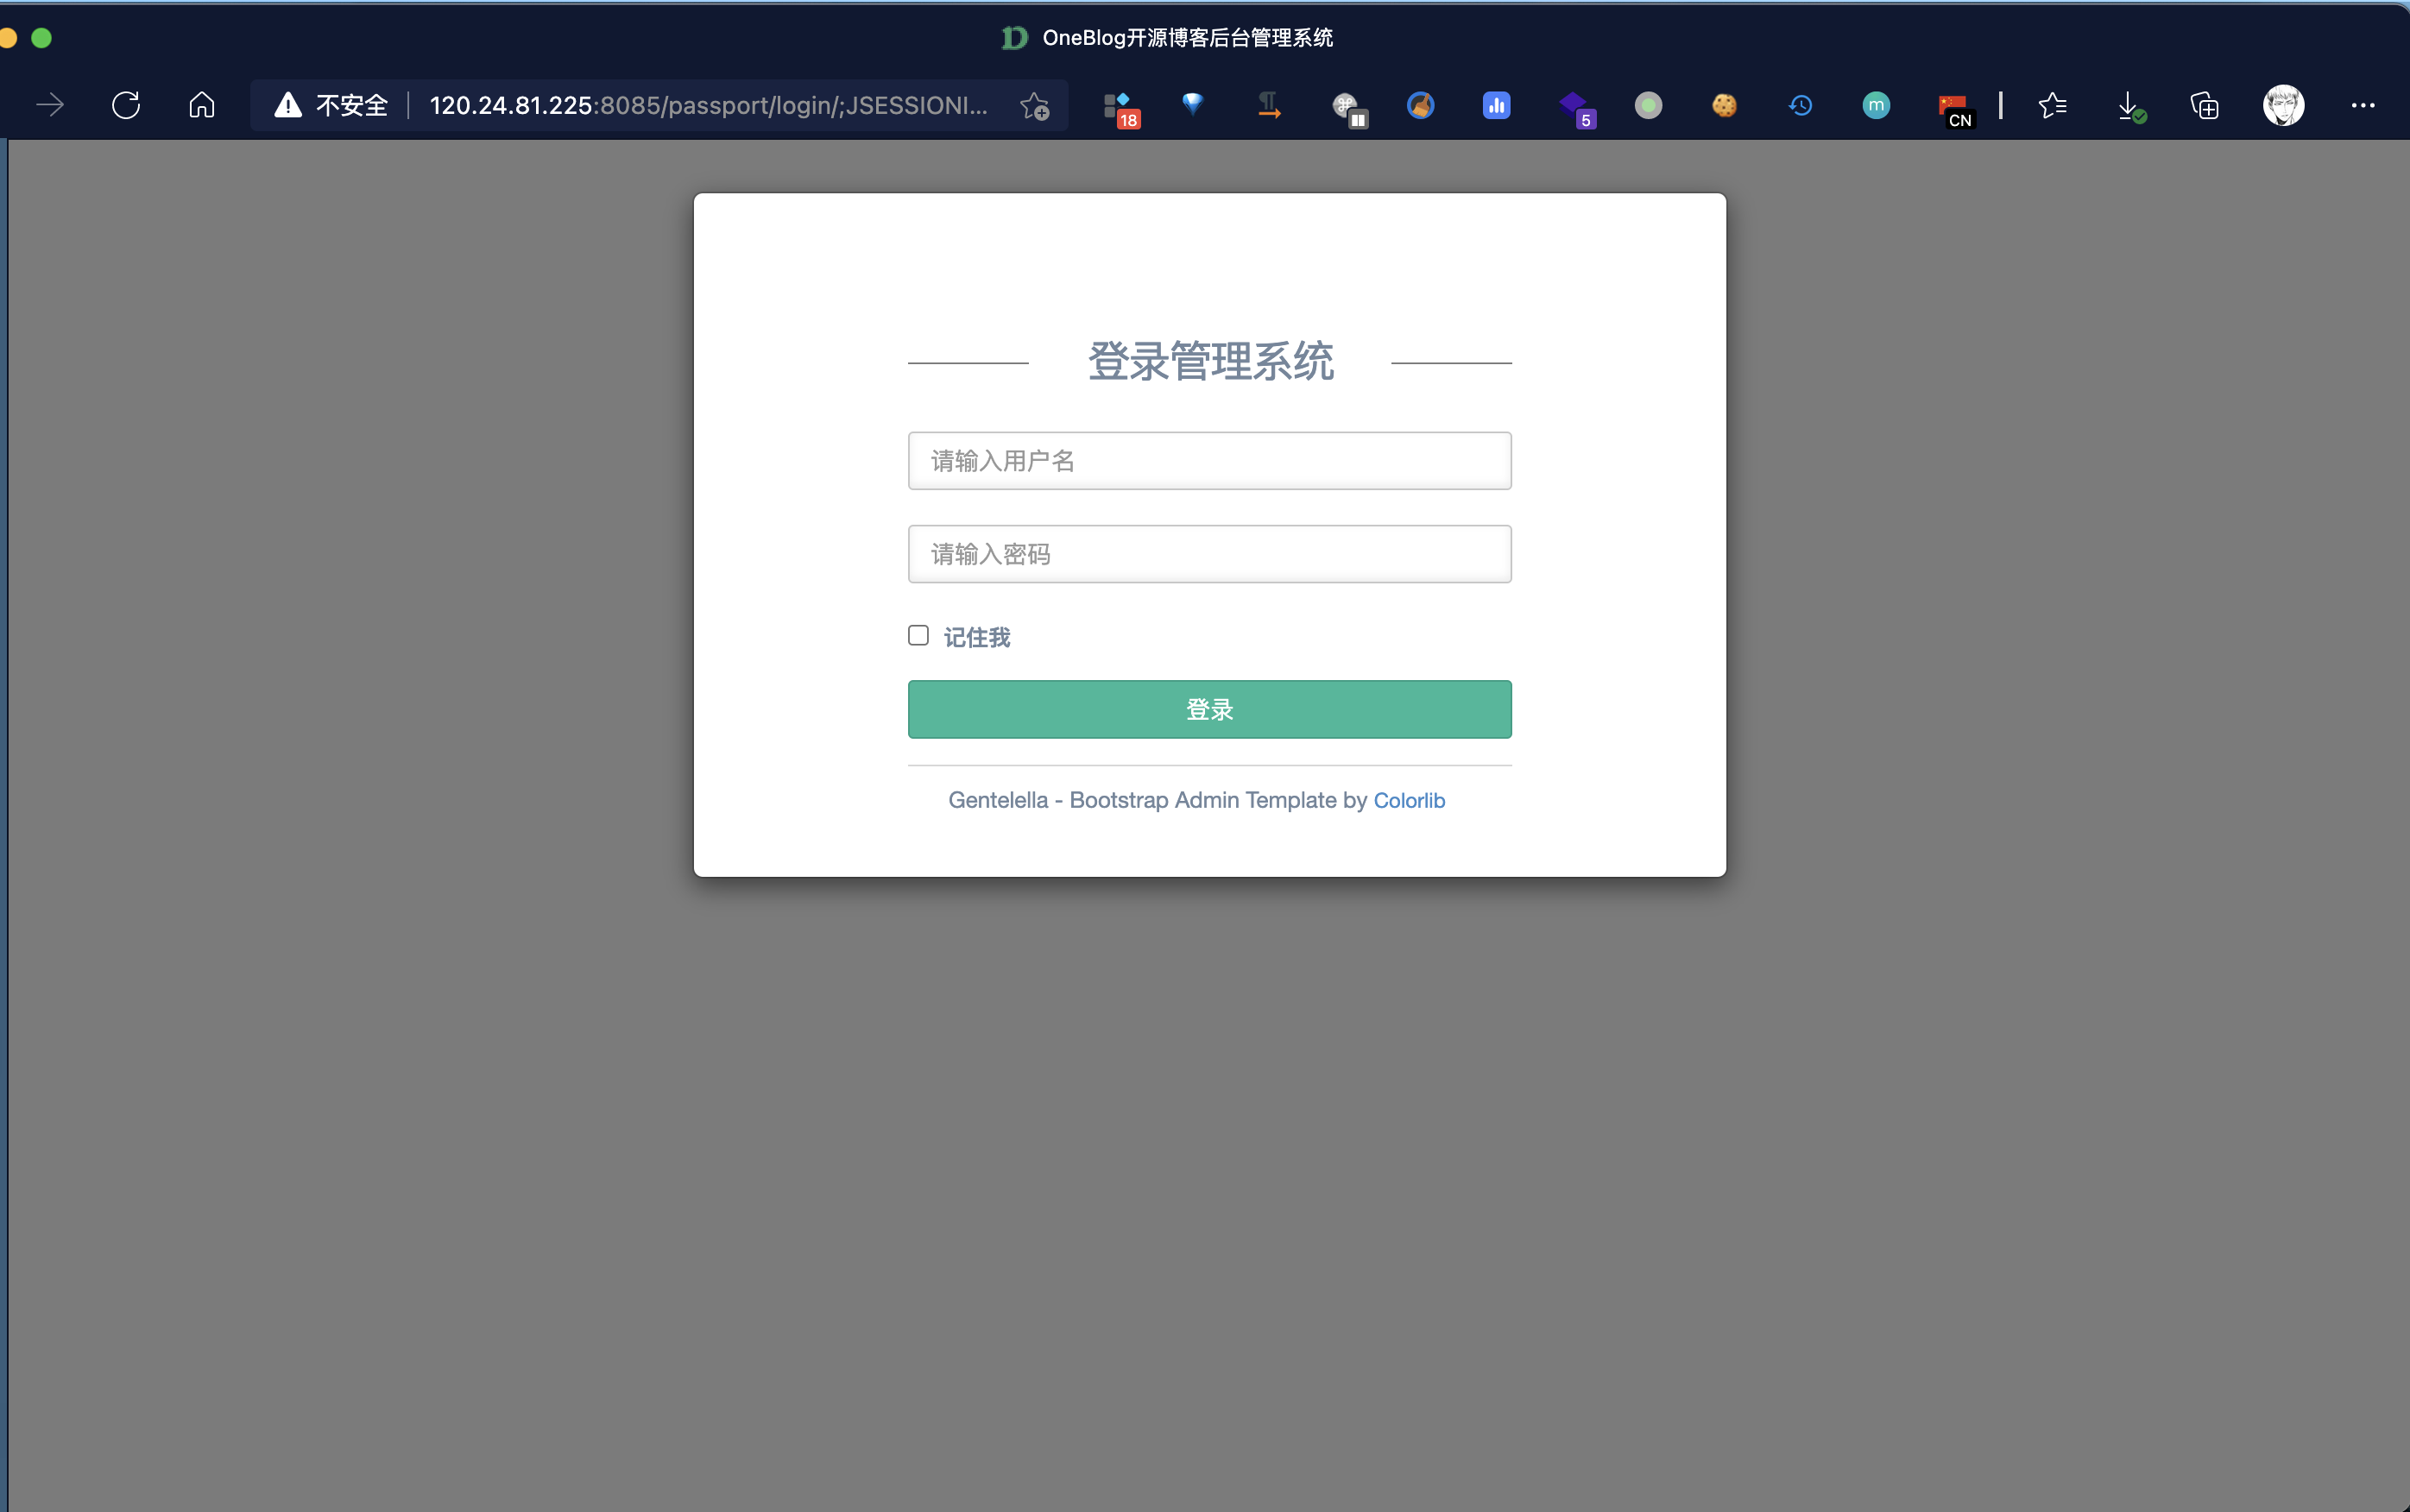 OneBlog开源博客后台管理系统
不安全 120.24.81.225:8085/passport/login/;JSESSIONI... 18 5 m CN
登录管理系统
请输入用户名
请输入密码
记住我
登录
Gentelella - Bootstrap Admin Template by Colorlib